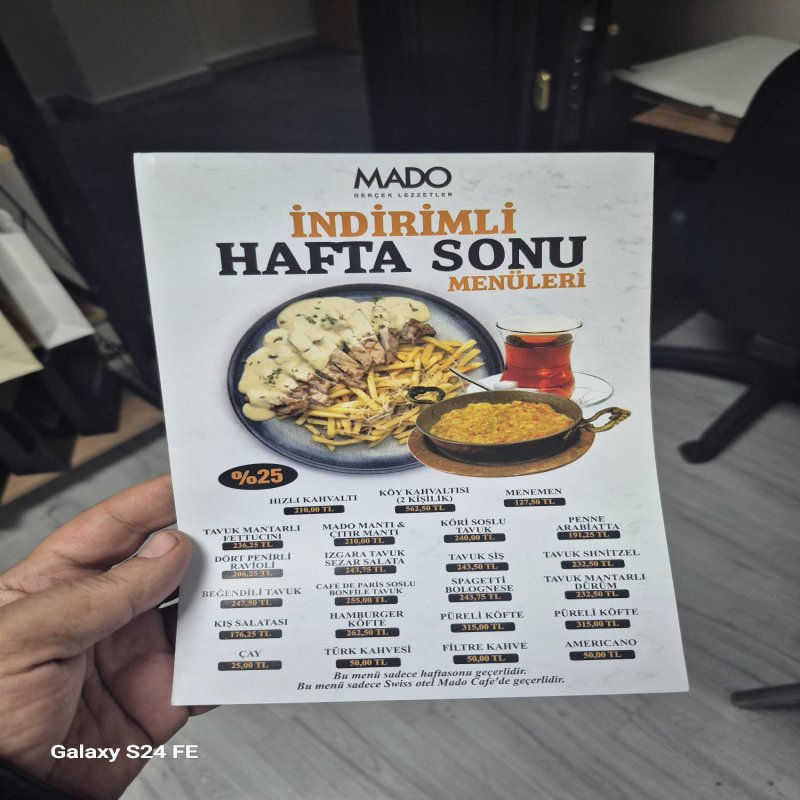 MADO
GERÇEK LEZZETLER
İNDİRİMLİ
HAFTA SONU
MENÜLERİ
%25
HIZLI KAHVALTI
210,00 TL
KÖY KAHVALTISI
(2 KİŞİLİK)
562,50 TL
MENEMEN
127,50 TL
TAVUK MANTARLI
FETTUCINI
236,25 TL
MADO MANTI &
ÇITIR MANTI
210,00 TL
KÖRİ SOSLU
TAVUK
240,00 TL
PENNE
ARABİATTA
191,25 TL
DÖRT PENİRLİ
RAVİOLİ
206,25 TL
IZGARA TAVUK
SEZAR SALATA
243,75 TL
TAVUK ŞİŞ
243,50 TL
TAVUK SHNİTZEL
232,50 TL
BEĞENDİLİ TAVUK
247,50 TL
CAFE DE PARİS SOSLU
BONFİLE TAVUK
255,00 TL
SPAGETTİ
BOLOGNESE
243,75 TL
TAVUK MANTARLI
DÜRÜM
232,50 TL
KIŞ SALATASI
176,25 TL
HAMBURGER
KÖFTE
262,50 TL
PÜRELİ KÖFTE
315,00 TL
PÜRELİ KÖFTE
315,00 TL
ÇAY
25,00 TL
TÜRK KAHVESİ
50,00 TL
FİLTRE KAHVE
50,00 TL
AMERICANO
50,00 TL
Bu menü sadece haftasonu geçerlidir.
Bu menü sadece Swiss otel Mado Cafe'de geçerlidir.
Galaxy S24 FE